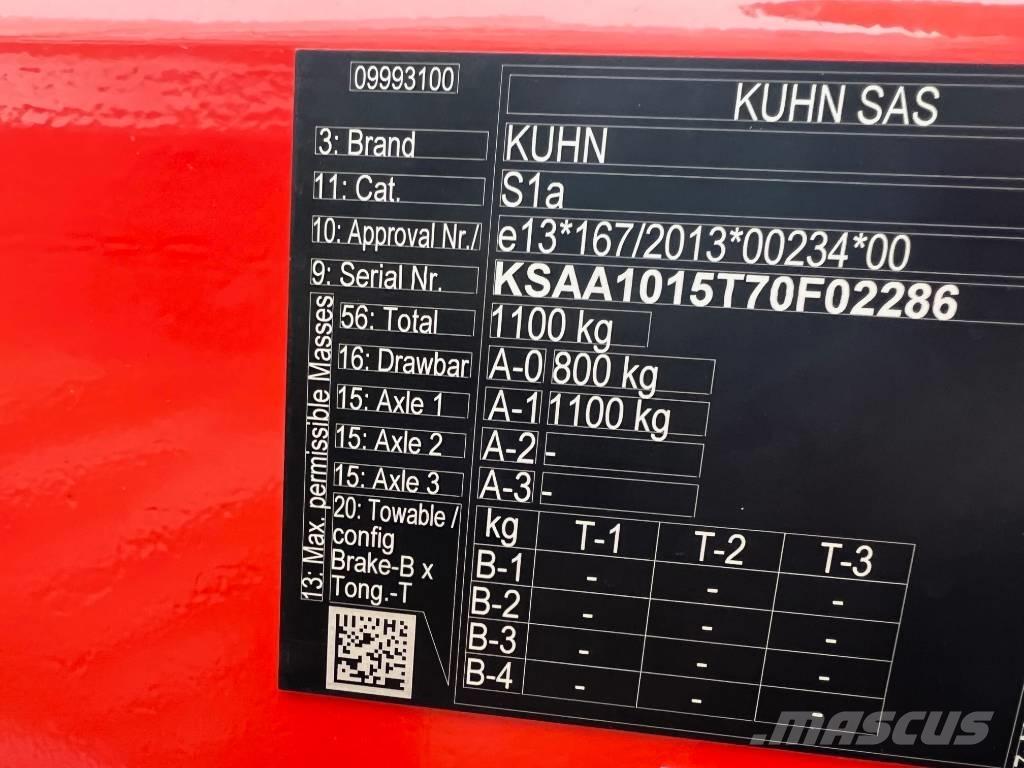 09993100
KUHN SAS
3: Brand KUHN
11: Cat. S1a
10: Approval Nr./ e13*167/2013*00234*00
9: Serial Nr. KSAA1015T70F02286
13: Max. permissible Masses
56: Total 1100 kg
16: Drawbar A-0 800 kg
15: Axle 1 A-1 1100 kg
15: Axle 2 A-2 -
15: Axle 3 A-3 -
20: Towable /
config
Brake-B x
Tong.-T
kg T-1 T-2 T-3
B-1 - - -
B-2 - - -
B-3 - - -
B-4 - - -
MASCUS